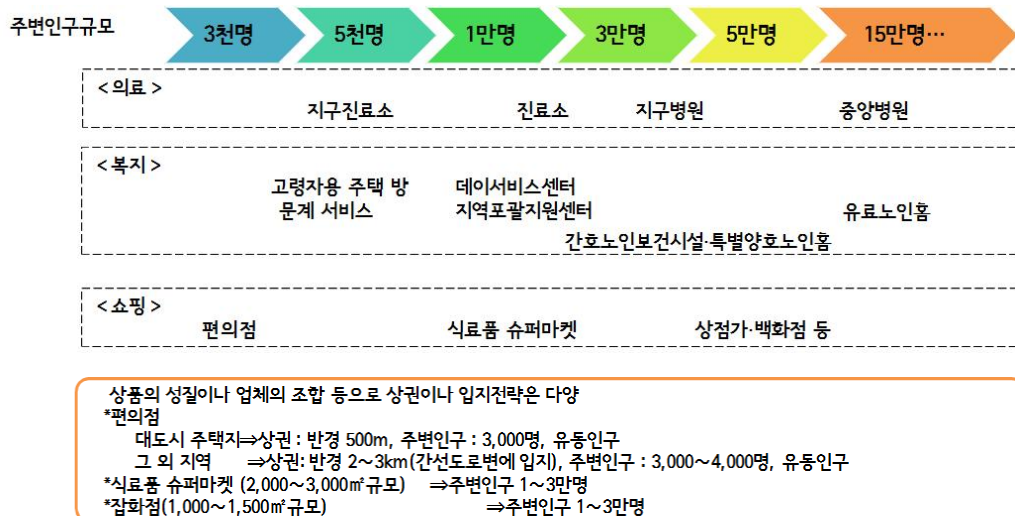 주변인구규모 3천명 5천명 1만명 3만명 5만명 15만명…
<의료>
지구진료소 진료소 지구병원 중앙병원
<복지>
고령자용 주택 방 데이서비스센터
문계 서비스 지역포괄지원센터 유료노인홈
간호노인보건시설·특별양호노인홈
<쇼핑>
편의점 식료품 슈퍼마켓 상점가·백화점 등
상품의 성질이나 업체의 조합 등으로 상권이나 입지전략은 다양
*편의점
대도시 주택지⇒상권 : 반경 500m, 주변인구 : 3,000명, 유동인구
그 외 지역 ⇒상권: 반경 2～3km(간선도로변에 입지), 주변인구 : 3,000～4,000명, 유동인구
*식료품 슈퍼마켓 (2,000～3,000㎡규모) ⇒주변인구 1～3만명
*잡화점(1,000～1,500㎡규모) ⇒주변인구 1～3만명